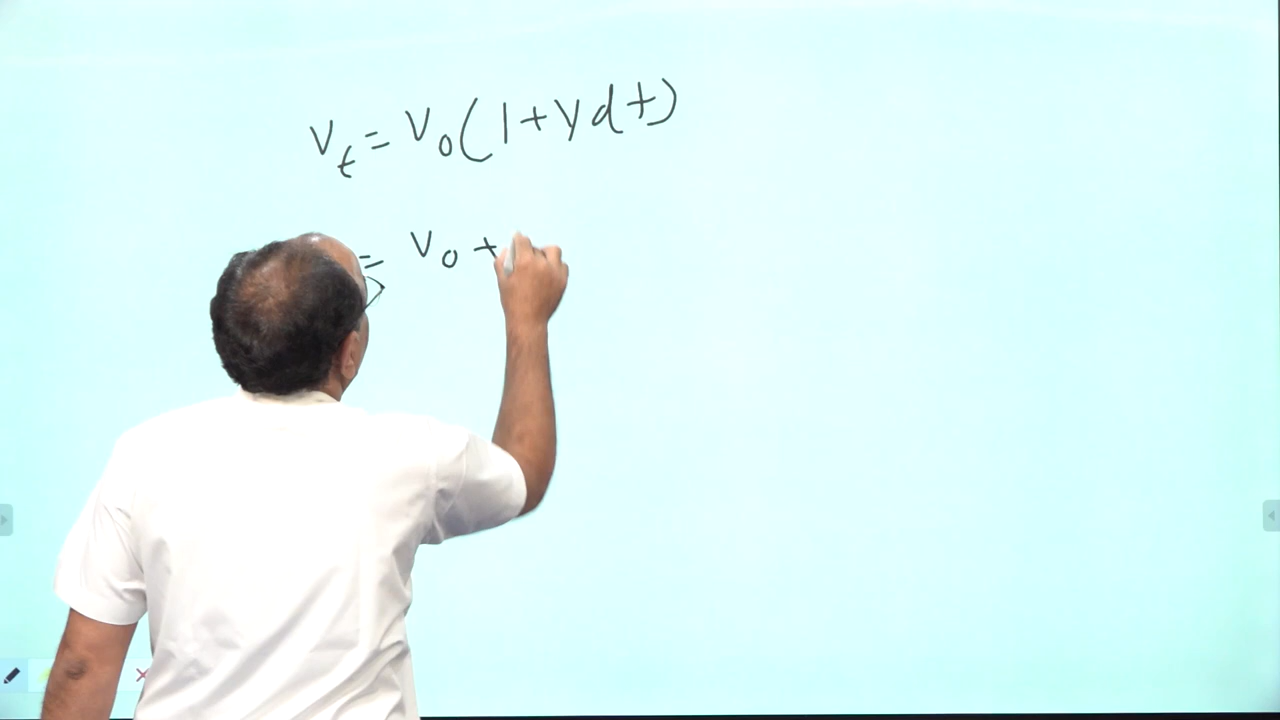 V_t = V_0 (1 + γ d t)
= V_0 +